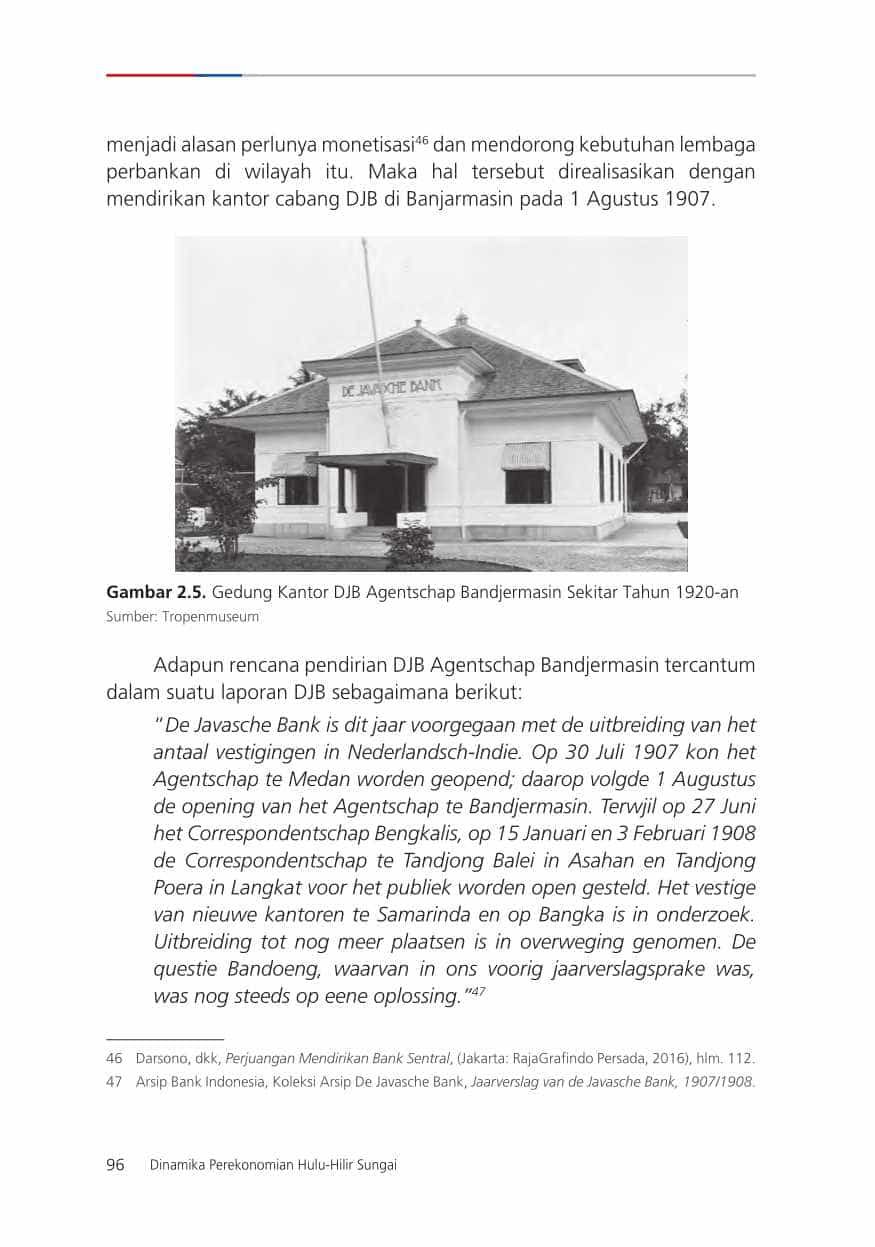 menjadi alasan perlunya monetisasi46 dan mendorong kebutuhan lembaga
perbankan di wilayah itu. Maka hal tersebut direalisasikan dengan
mendirikan kantor cabang DJB di Banjarmasin pada 1 Agustus 1907.
DE JAVASCHE BANK
Gambar 2.5. Gedung Kantor DJB Agentschap Bandjermasin Sekitar Tahun 1920-an
Sumber: Tropenmuseum
Adapun rencana pendirian DJB Agentschap Bandjermasin tercantum
dalam suatu laporan DJB sebagaimana berikut:
"De Javasche Bank is dit jaar voorgegaan met de uitbreiding van het
antaal vestigingen in Nederlandsch-Indie. Op 30 Juli 1907 kon het
Agentschap te Medan worden geopend; daarop volgde 1 Augustus
de opening van het Agentschap te Bandjermasin. Terwjil op 27 Juni
het Correspondentschap Bengkalis, op 15 Januari en 3 Februari 1908
de Correspondentschap te Tandjong Balei in Asahan en Tandjong
Poera in Langkat voor het publiek worden open gesteld. Het vestige
van nieuwe kantoren te Samarinda en op Bangka is in onderzoek.
Uitbreiding tot nog meer plaatsen is in overweging genomen. De
questie Bandoeng, waarvan in ons voorig jaarverslagsprake was,
was nog steeds op eene oplossing."47
46 Darsono, dkk, Perjuangan Mendirikan Bank Sentral, (Jakarta: RajaGrafindo Persada, 2016), hlm. 112.
47 Arsip Bank Indonesia, Koleksi Arsip De Javasche Bank, Jaarverslag van de Javasche Bank, 1907/1908.
96 Dinamika Perekonomian Hulu-Hilir Sungai